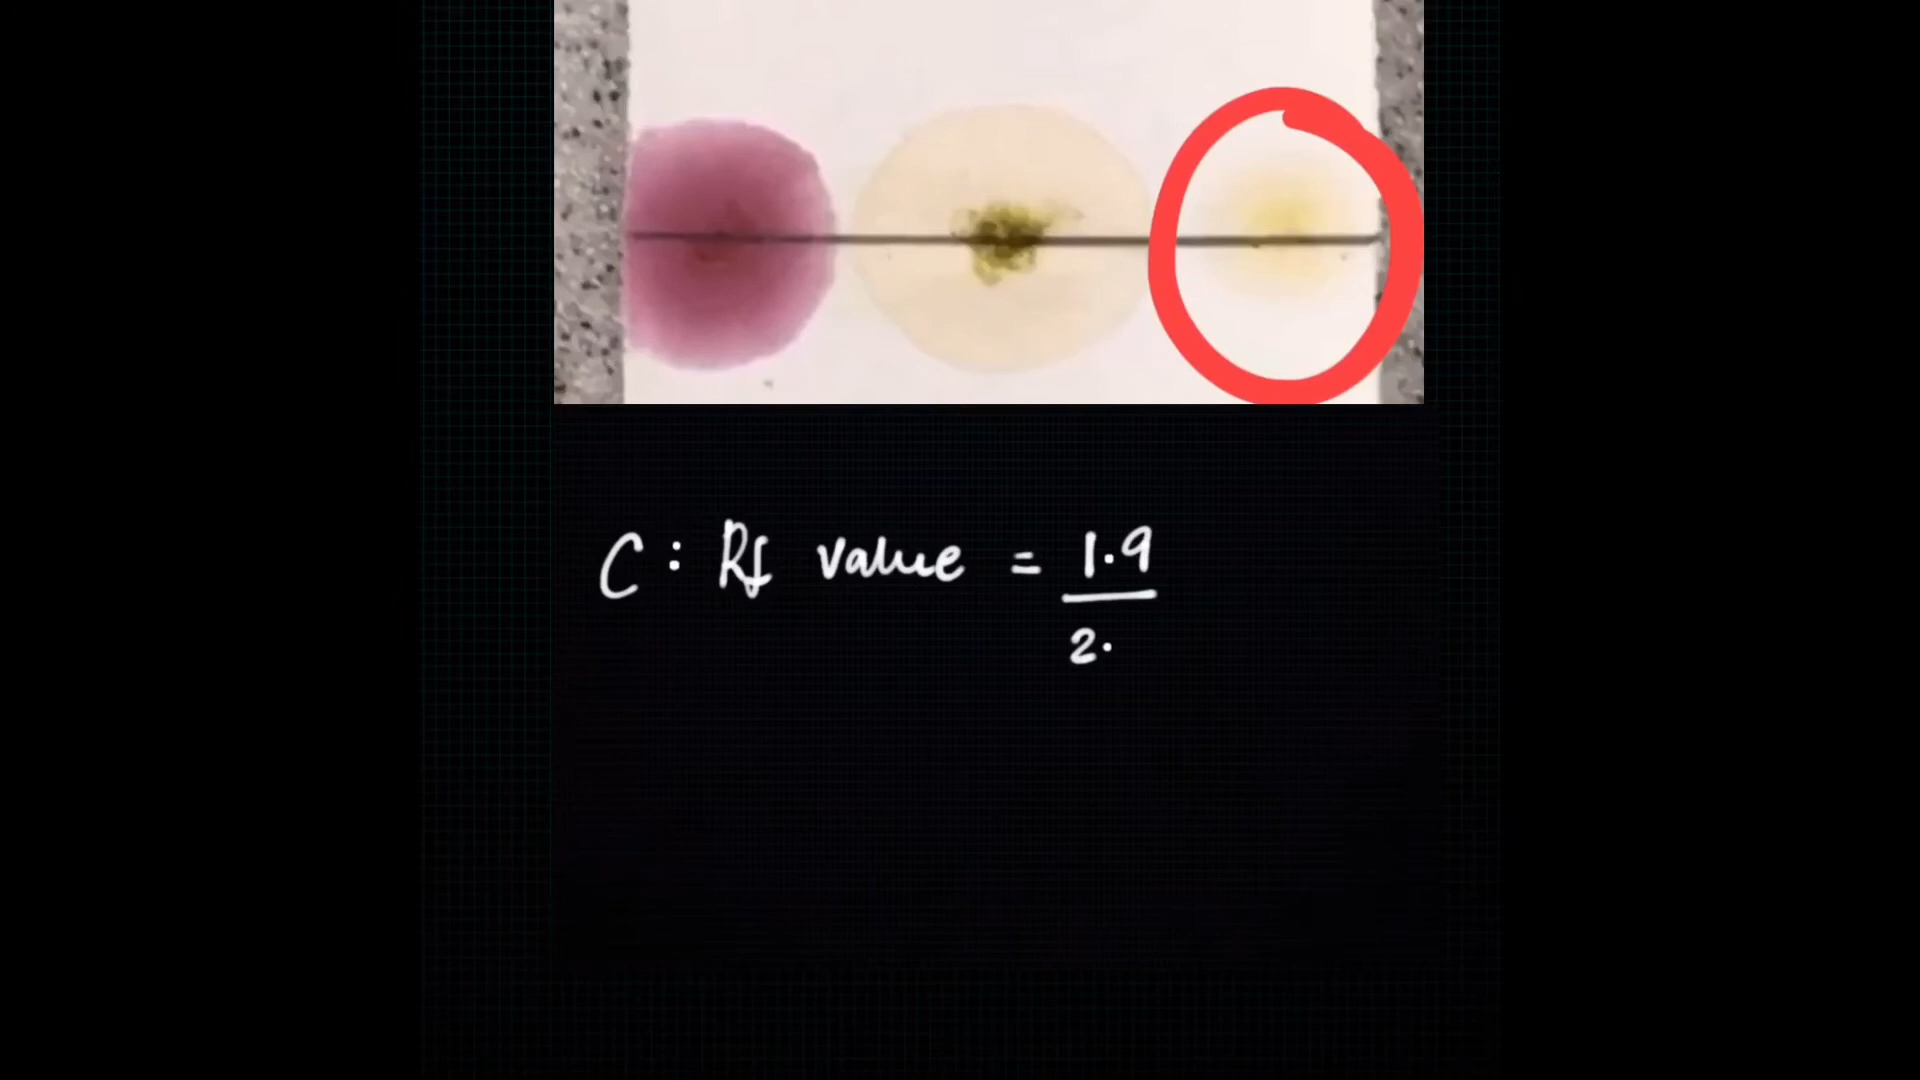 C : Rf value = 1.9
2.